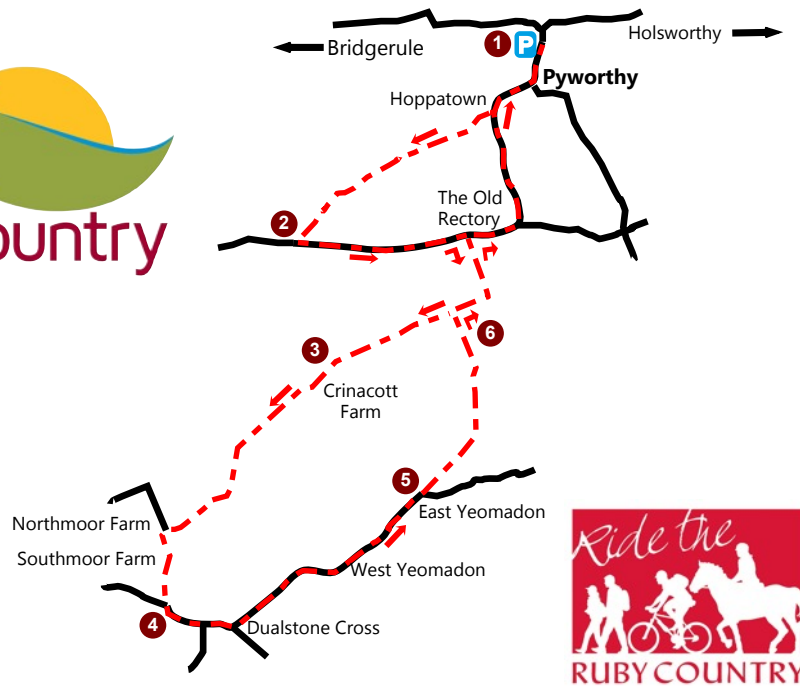 Holsworthy
Bridgerule
1
P
Pyworthy
Hoppatown
The Old
Rectory
2
ountry
6
3
Crinacott
Farm
5
East Yeomadon
Northmoor Farm
Southmoor Farm
West Yeomadon
4
Dualstone Cross
Ride the
RUBY COUNTRY